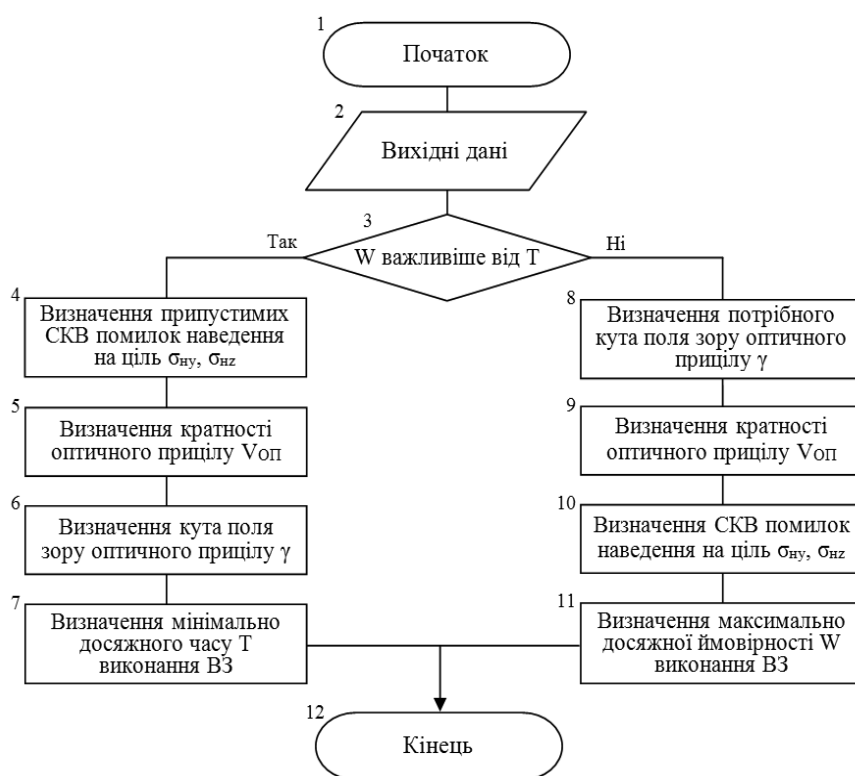 1
Початок
2
Вихідні дані
3
W важливіше від T
Так
Ні
4
Визначення припустимих
СКВ помилок наведення
на ціль σну, σнz
5
Визначення кратності
оптичного прицілу VОП
6
Визначення кута поля
зору оптичного прицілу γ
7
Визначення мінімально
досяжного часу T
виконання ВЗ
8
Визначення потрібного
кута поля зору оптичного
прицілу γ
9
Визначення кратності
оптичного прицілу VОП
10
Визначення СКВ помилок
наведення на ціль σну, σнz
11
Визначення максимально
досяжної ймовірності W
виконання ВЗ
12
Кінець